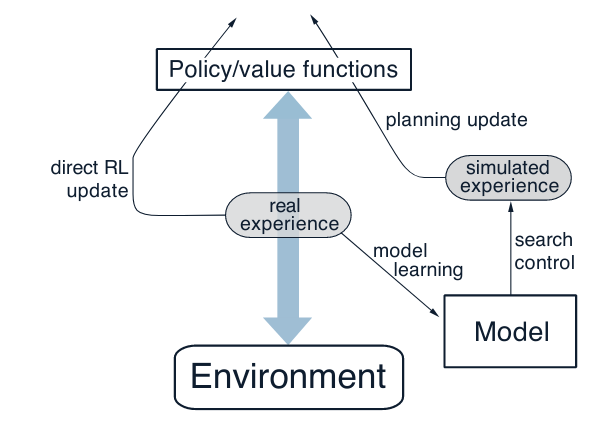 Policy/value functions
planning update
direct RL
update
simulated
experience
real
experience
model
learning
search
control
Model
Environment